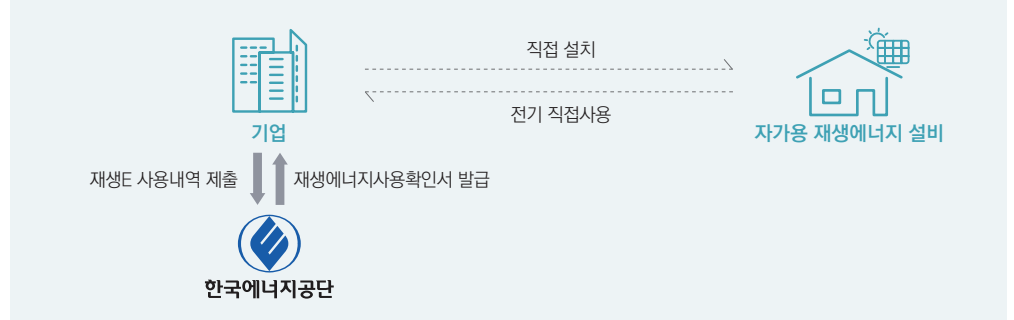 직접 설치
전기 직접사용
기업
자가용 재생에너지 설비
재생E 사용내역 제출
재생에너지사용확인서 발급
한국에너지공단